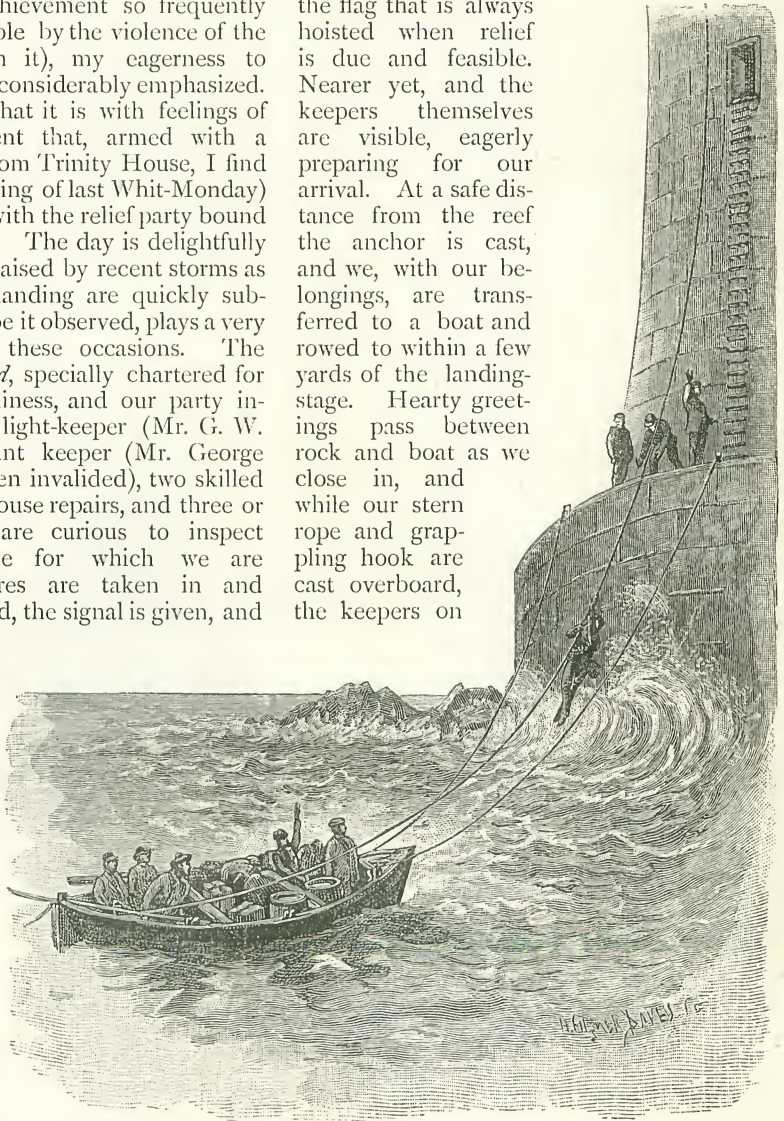 hievement so frequently
ble by the violence of the
n it), my eagerness to
considerably emphasized.
hat it is with feelings of
ent that, armed with a
om Trinity House, I find
ing of last Whit-Monday)
vith the relief party bound
The day is delightfully
aised by recent storms as
landing are quickly sub-
be it observed, plays a very
these occasions. The
d, specially chartered for
iness, and our party in-
light-keeper (Mr. G. W.
nt keeper (Mr. George
en invalided), two skilled
ouse repairs, and three or
are curious to inspect
e for which we are
res are taken in and
d, the signal is given, and
the flag that is always
hoisted when relief
is due and feasible.
Nearer yet, and the
keepers themselves
are visible, eagerly
preparing for our
arrival. At a safe dis-
tance from the reef
the anchor is cast,
and we, with our be-
longings, are trans-
ferred to a boat and
rowed to within a few
yards of the landing-
stage. Hearty greet-
ings pass between
rock and boat as we
close in, and
while our stern
rope and grap-
pling hook are
cast overboard,
the keepers on